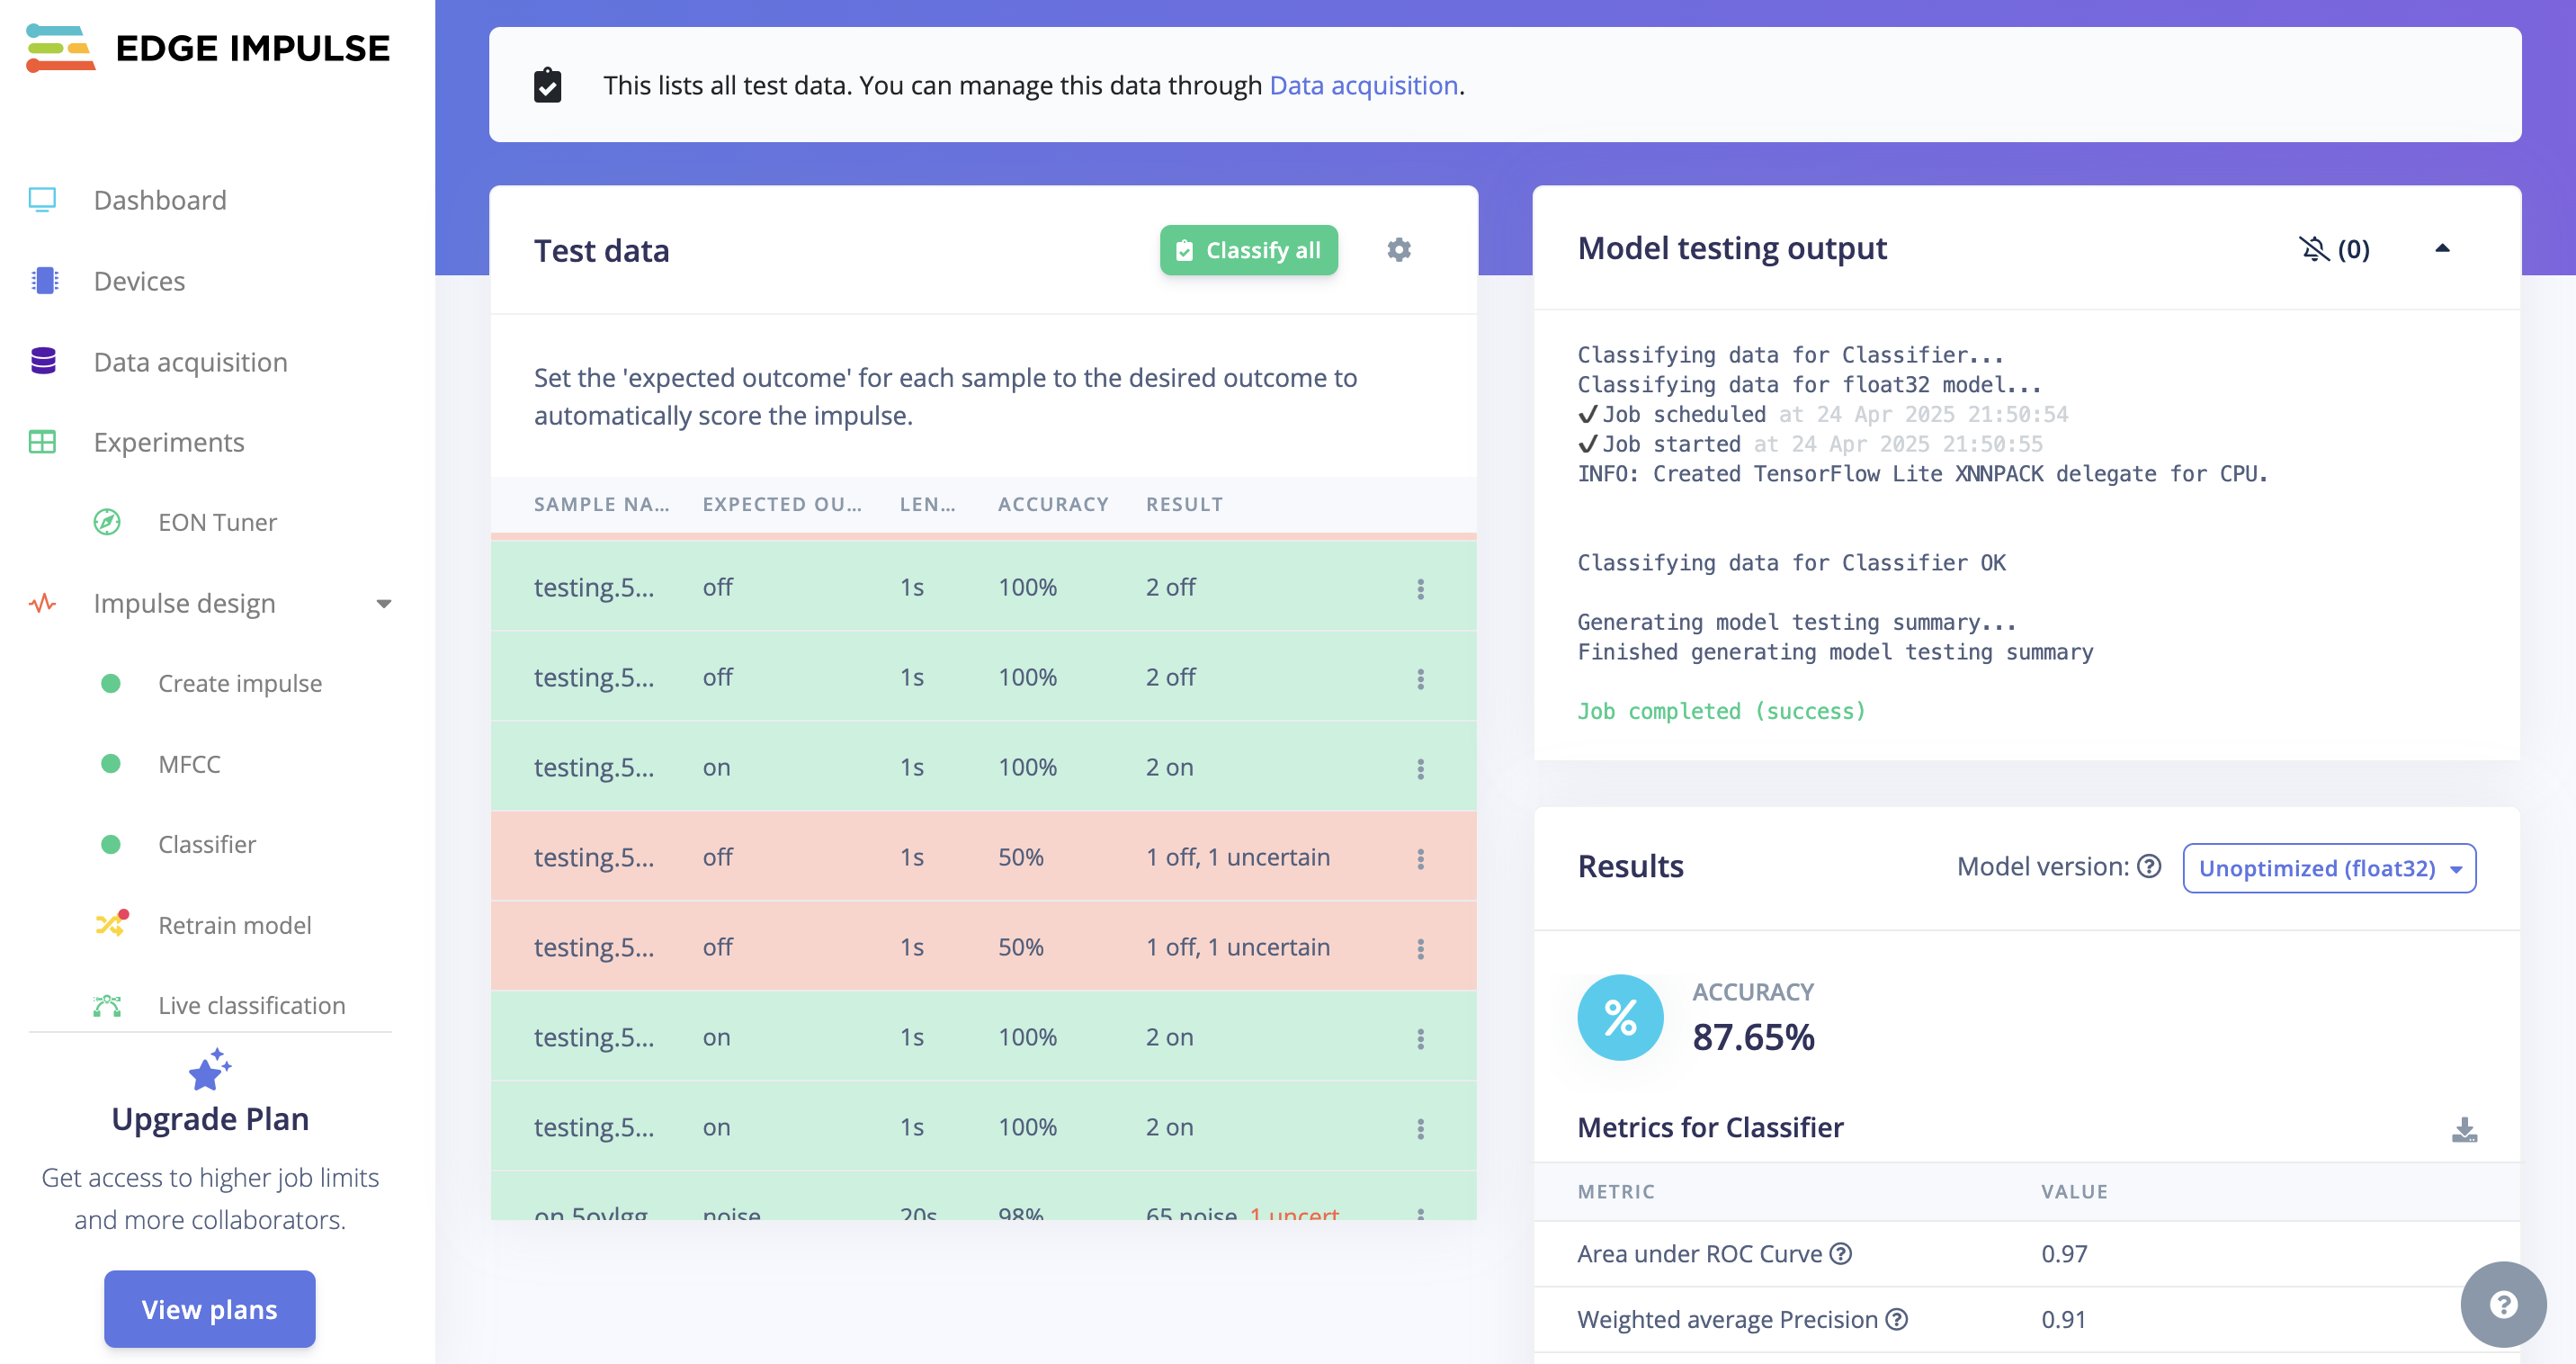 EDGE IMPULSE
Dashboard
Devices
Data acquisition
Experiments
EON Tuner
Impulse design
Create impulse
MFCC
Classifier
Retrain model
Live classification
Upgrade Plan
Get access to higher job limits
and more collaborators.
View plans
This lists all test data. You can manage this data through Data acquisition.
Test data
Classify all
Set the 'expected outcome' for each sample to the desired outcome to
automatically score the impulse.
SAMPLE NA... EXPECTED OU... LEN... ACCURACY RESULT
testing.5... off 1s 100% 2 off
testing.5... off 1s 100% 2 off
testing.5... on 1s 100% 2 on
testing.5... off 1s 50% 1 off, 1 uncertain
testing.5... off 1s 50% 1 off, 1 uncertain
testing.5... on 1s 100% 2 on
testing.5... on 1s 100% 2 on
noise 20s 98% 65 noise, 1 uncert
Model testing output
(0)
Classifying data for Classifier...
Classifying data for float32 model...
✔Job scheduled at 24 Apr 2025 21:50:54
✔Job started at 24 Apr 2025 21:50:55
INFO: Created TensorFlow Lite XNNPACK delegate for CPU.
Classifying data for Classifier OK
Generating model testing summary...
Finished generating model testing summary
Job completed (success)
Results
Model version: ? Unoptimized (float32)
%
ACCURACY
87.65%
Metrics for Classifier
METRIC VALUE
Area under ROC Curve ? 0.97
Weighted average Precision ? 0.91
?